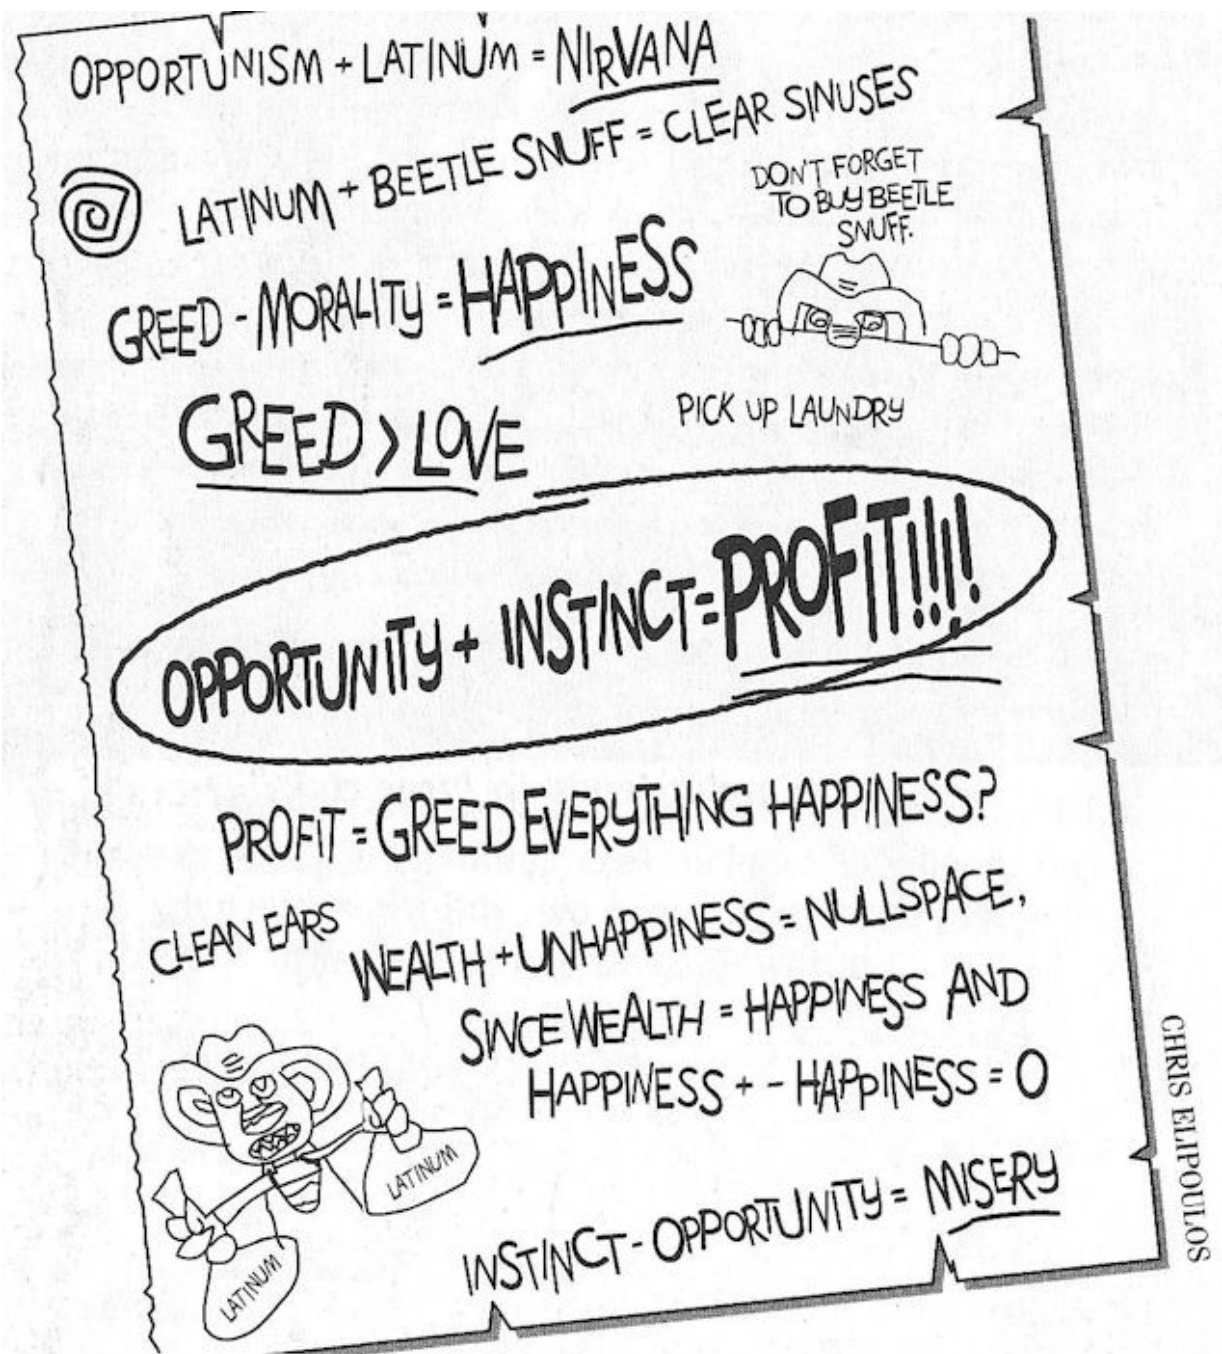 OPPORTUNISM + LATINUM = NIRVANA
LATINUM + BEETLE SNUFF = CLEAR SINUSES
DON'T FORGET
TO BUY BEETLE
SNUFF.
GREED - MORALITY = HAPPINESS
GREED > LOVE
PICK UP LAUNDRY
OPPORTUNITY + INSTINCT = PROFIT!!!!
PROFIT = GREED EVERYTHING HAPPINESS?
CLEAN EARS
WEALTH + UNHAPPINESS = NULLSPACE,
SINCE WEALTH = HAPPINESS AND
HAPPINESS + - HAPPINESS = 0
LATINUM
LATINUM
INSTINCT - OPPORTUNITY = MISERY
CHRIS ELIPOULOS